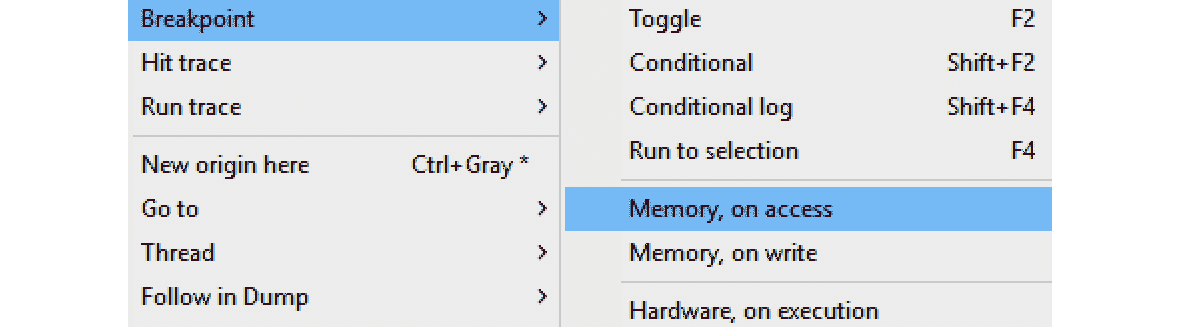 Breakpoint
Hit trace
Run trace
New origin here Ctrl+Gray *
Go to
Thread
Follow in Dump
Toggle F2
Conditional Shift+F2
Conditional log Shift+F4
Run to selection F4
Memory, on access
Memory, on write
Hardware, on execution